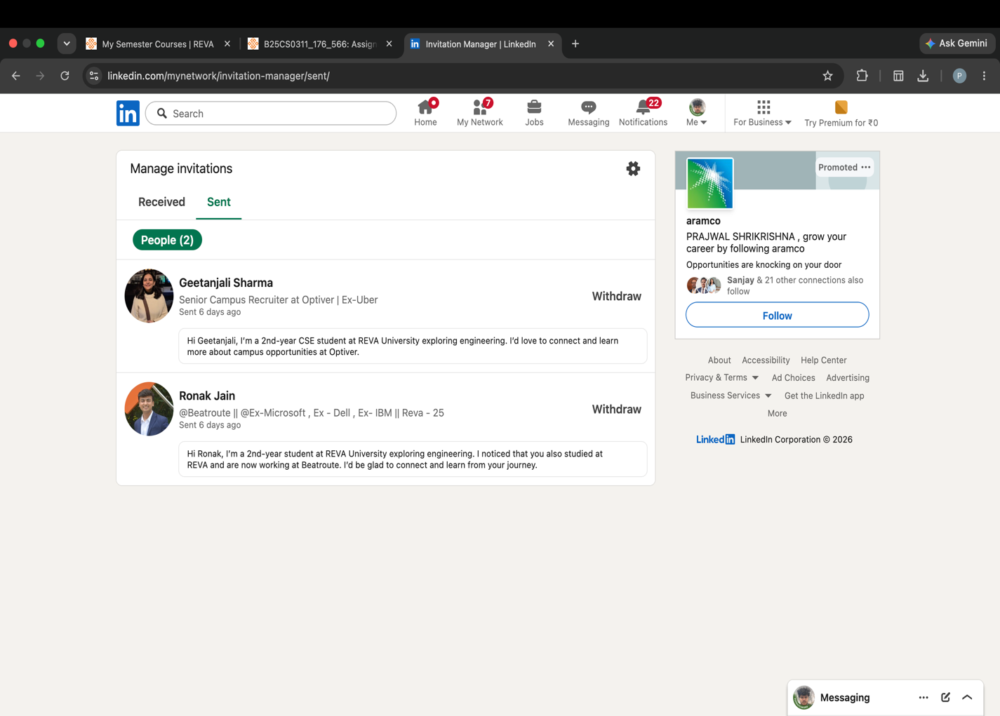 My Semester Courses | REVA
B25CS0311_176_566: Assign
Invitation Manager | LinkedIn
Ask Gemini
linkedin.com/mynetwork/invitation-manager/sent/
P
in
Search
Home
7
My Network
Jobs
Messaging
22
Notifications
Me
For Business
Try Premium for ₹0
Manage invitations
Received
Sent
People (2)
Geetanjali Sharma
Senior Campus Recruiter at Optiver | Ex-Uber
Sent 6 days ago
Withdraw
Hi Geetanjali, I'm a 2nd-year CSE student at REVA University exploring engineering. I'd love to connect and learn
more about campus opportunities at Optiver.
Ronak Jain
@Beatroute || @Ex-Microsoft , Ex - Dell , Ex- IBM || Reva - 25
Sent 6 days ago
Withdraw
Hi Ronak, I'm a 2nd-year student at REVA University exploring engineering. I noticed that you also studied at
REVA and are now working at Beatroute. I'd be glad to connect and learn from your journey.
Promoted
aramco
PRAJWAL SHRIKRISHNA , grow your
career by following aramco
Opportunities are knocking on your door
Sanjay & 21 other connections also
follow
Follow
About Accessibility Help Center
Privacy & Terms Ad Choices Advertising
Business Services Get the LinkedIn app
More
LinkedIn LinkedIn Corporation © 2026
Messaging